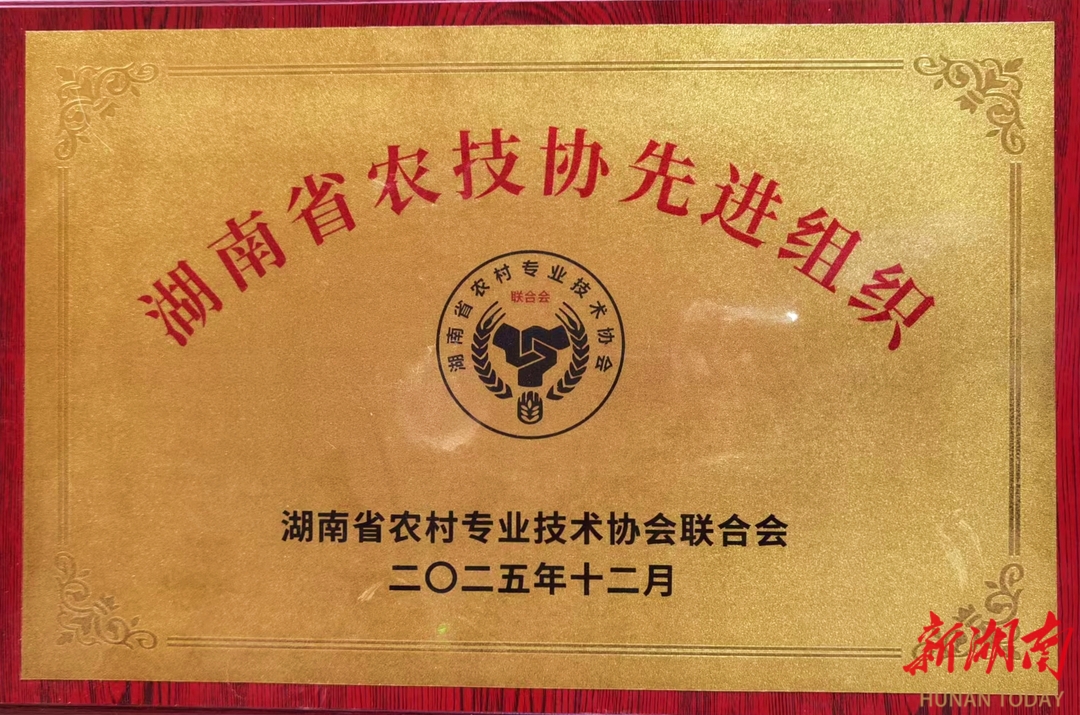 湖南省农技协先进组织
湖南省农村专业技术协会
联合会
湖南省农村专业技术协会联合会
二〇二五年十二月
新湖南
HUNAN TODAY